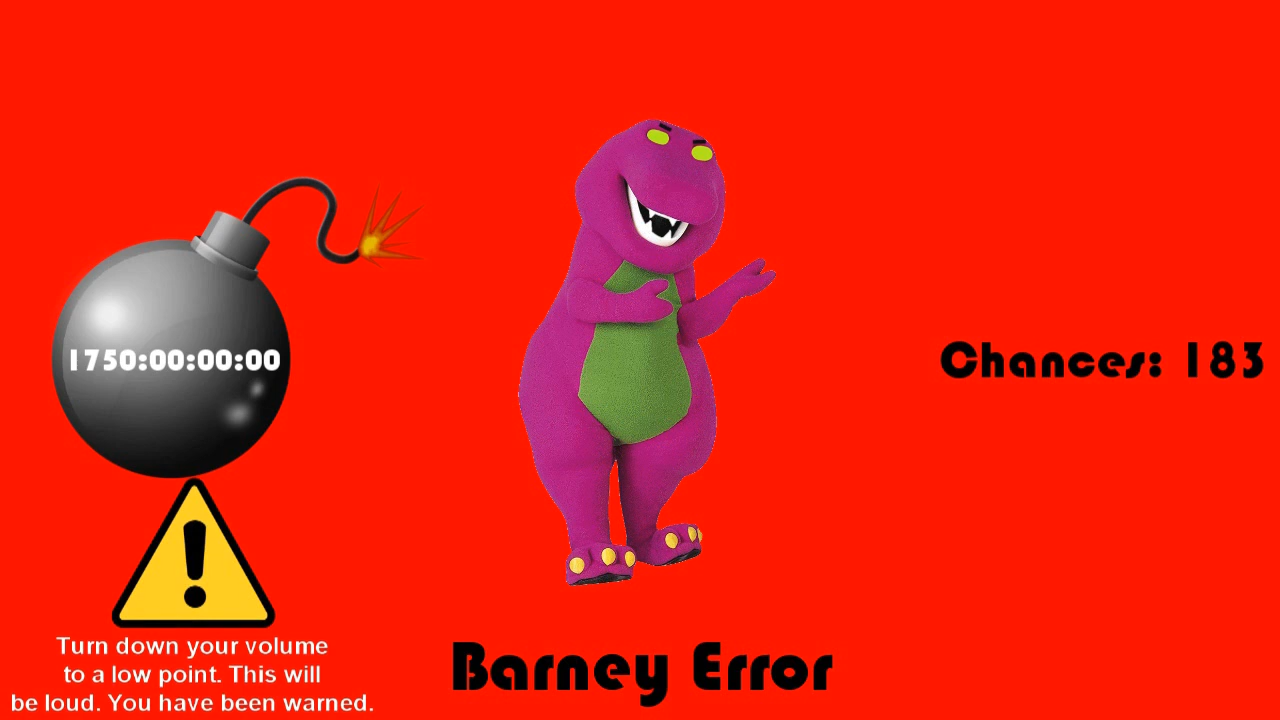 1750:00:00:00
Chances: 183
Turn down your volume
to a low point. This will
be loud. You have been warned.
Barney Error